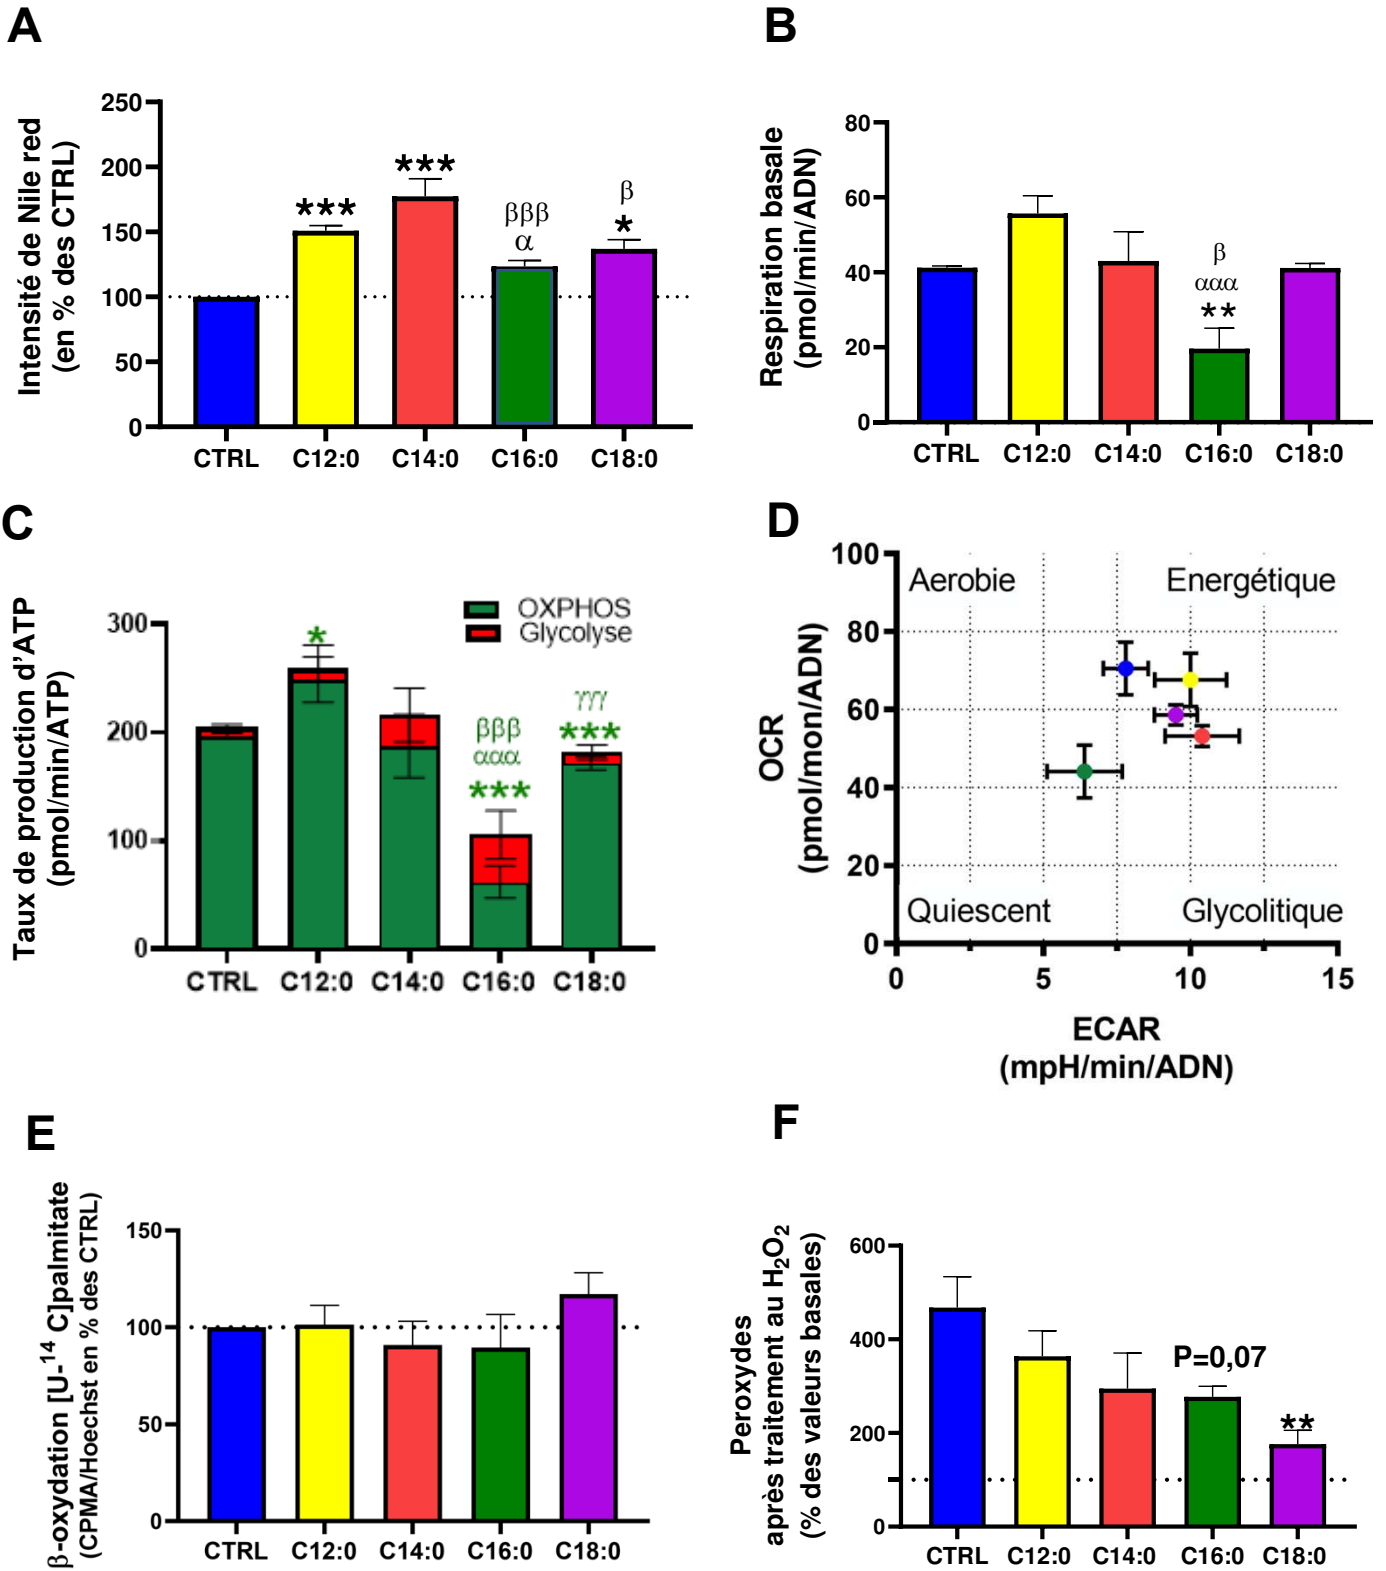 A
Intensité de Nile red
(en % des CTRL)
250
200
150
100
50
0
***
***
βββ
α
β
*
CTRL C12:0 C14:0 C16:0 C18:0
B
Respiration basale
(pmol/min/ADN)
80
60
40
20
0
β
ααα
**
CTRL C12:0 C14:0 C16:0 C18:0
C
Taux de production d'ATP
(pmol/min/ATP)
300
200
100
0
OXPHOS
Glycolyse
*
βββ
ααα
***
γγγ
***
CTRL C12:0 C14:0 C16:0 C18:0
D
OCR
(pmol/mon/ADN)
100
80
60
40
20
0
Aerobie
Energétique
Quiescent
Glycolitique
0 5 10 15
ECAR
(mpH/min/ADN)
E
β-oxydation [U-¹⁴ C]palmitate
(CPMA/Hoechst en % des CTRL)
150
100
50
0
CTRL C12:0 C14:0 C16:0 C18:0
F
Peroxydes
après traitement au H₂O₂
(% des valeurs basales)
600
400
200
0
P=0,07
**
CTRL C12:0 C14:0 C16:0 C18:0